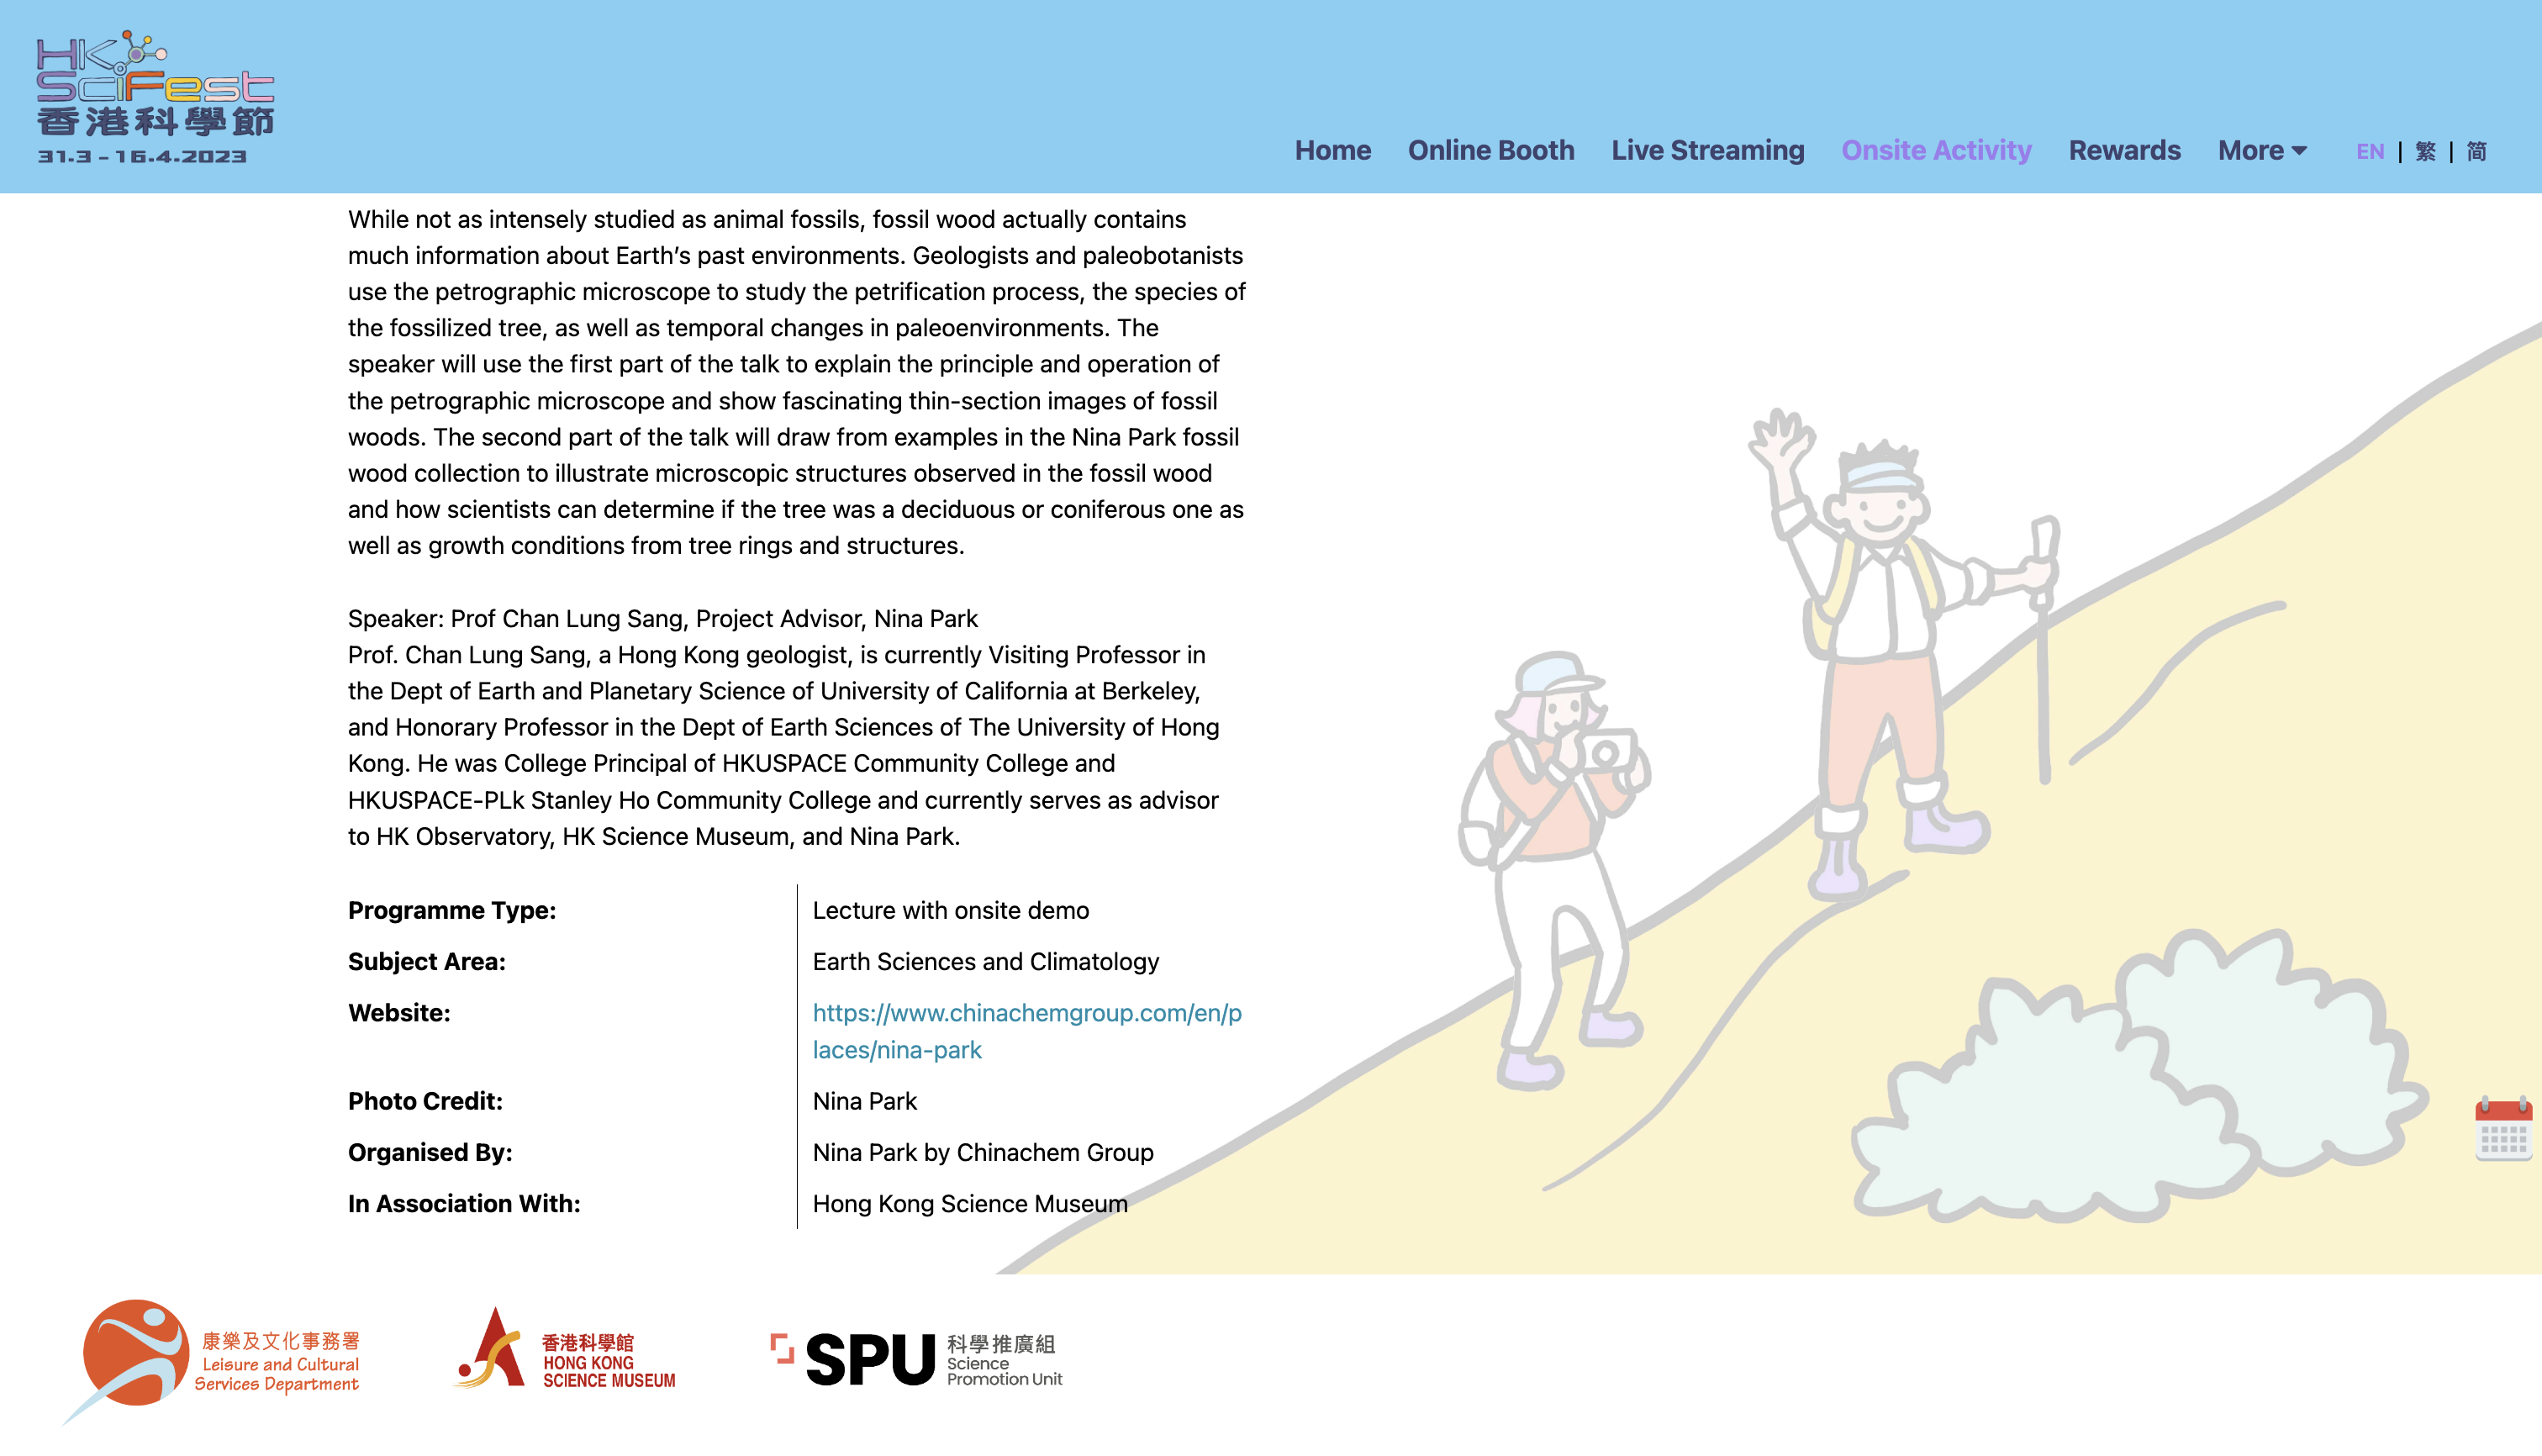 HK
SciFest
香港科學節
31.3 - 16.4.2023
Home Online Booth Live Streaming Onsite Activity Rewards More EN | 繁 | 简
While not as intensely studied as animal fossils, fossil wood actually contains
much information about Earth’s past environments. Geologists and paleobotanists
use the petrographic microscope to study the petrification process, the species of
the fossilized tree, as well as temporal changes in paleoenvironments. The
speaker will use the first part of the talk to explain the principle and operation of
the petrographic microscope and show fascinating thin-section images of fossil
woods. The second part of the talk will draw from examples in the Nina Park fossil
wood collection to illustrate microscopic structures observed in the fossil wood
and how scientists can determine if the tree was a deciduous or coniferous one as
well as growth conditions from tree rings and structures.
Speaker: Prof Chan Lung Sang, Project Advisor, Nina Park
Prof. Chan Lung Sang, a Hong Kong geologist, is currently Visiting Professor in
the Dept of Earth and Planetary Science of University of California at Berkeley,
and Honorary Professor in the Dept of Earth Sciences of The University of Hong
Kong. He was College Principal of HKUSPACE Community College and
HKUSPACE-PLk Stanley Ho Community College and currently serves as advisor
to HK Observatory, HK Science Museum, and Nina Park.
Programme Type: Lecture with onsite demo
Subject Area: Earth Sciences and Climatology
Website: https://www.chinachemgroup.com/en/p
laces/nina-park
Photo Credit: Nina Park
Organised By: Nina Park by Chinachem Group
In Association With: Hong Kong Science Museum
康樂及文化事務署
Leisure and Cultural
Services Department
香港科學館
HONG KONG
SCIENCE MUSEUM
SPU
科學推廣組
Science
Promotion Unit